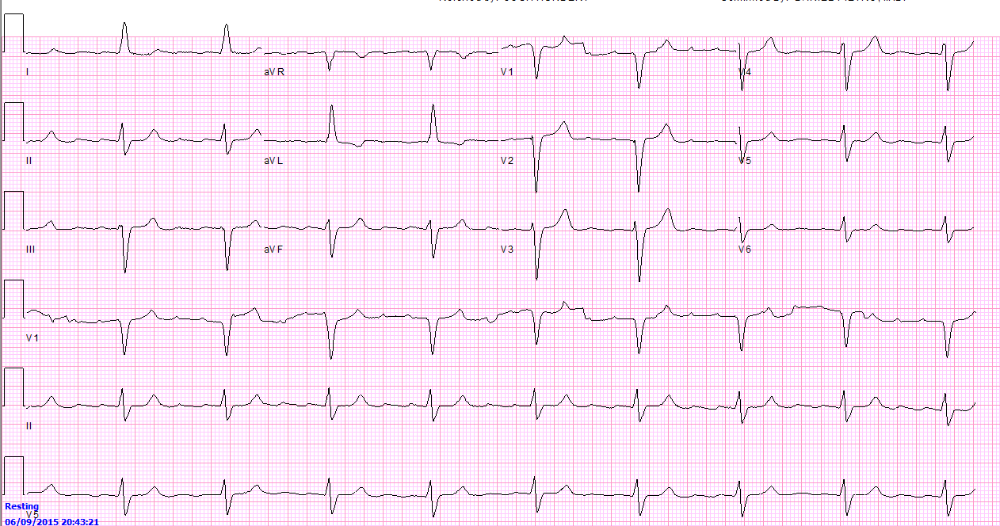 I aVR V1 V4
II aVL V2 V5
III aVF V3 V6
V1
II
V5
Resting
06/09/2015 20:43:21